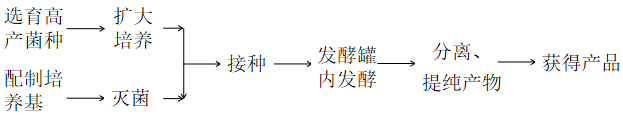 选育高
产菌种
扩大
培养
配制培
养基
灭菌
接种
发酵罐
内发酵
分离、
提纯产物
获得产品